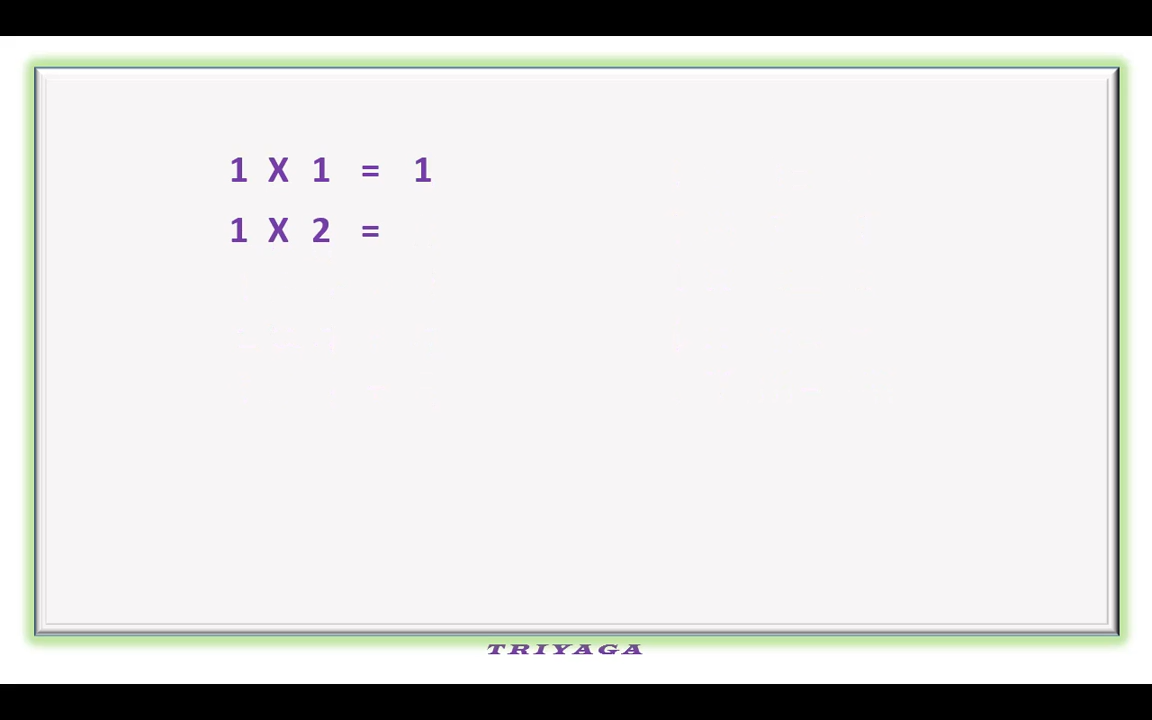 1 X 1 = 1
1 X 2 =
TRIYAGA